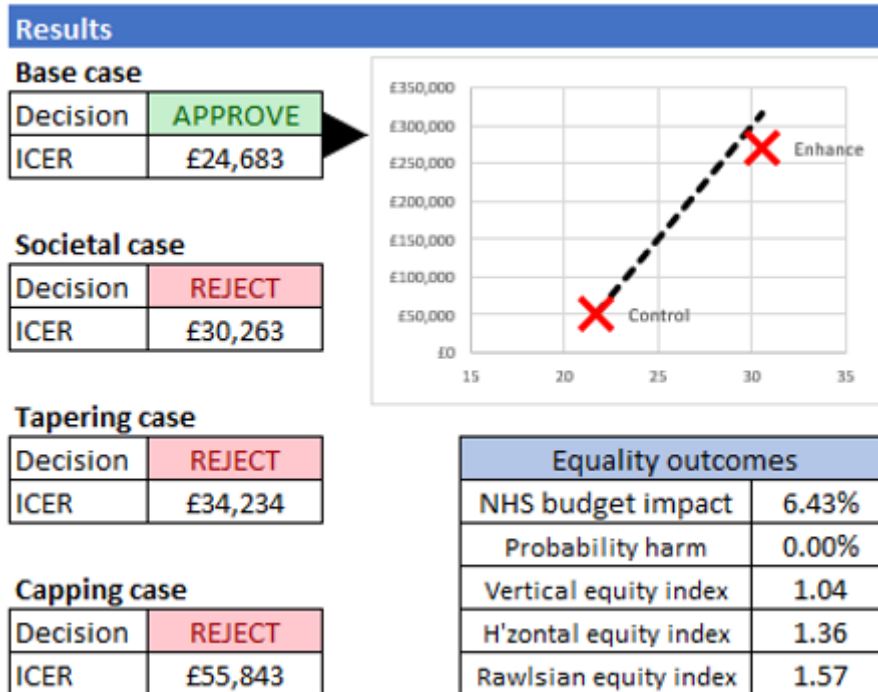 Results
Base case
Decision APPROVE
ICER £24,683
Societal case
Decision REJECT
ICER £30,263
Tapering case
Decision REJECT
ICER £34,234
Capping case
Decision REJECT
ICER £55,843
£350,000
£300,000
£250,000
£200,000
£150,000
£100,000
£50,000
£0
15 20 25 30 35
Enhance
Control
Equality outcomes
NHS budget impact 6.43%
Probability harm 0.00%
Vertical equity index 1.04
H'zontal equity index 1.36
Rawlsian equity index 1.57